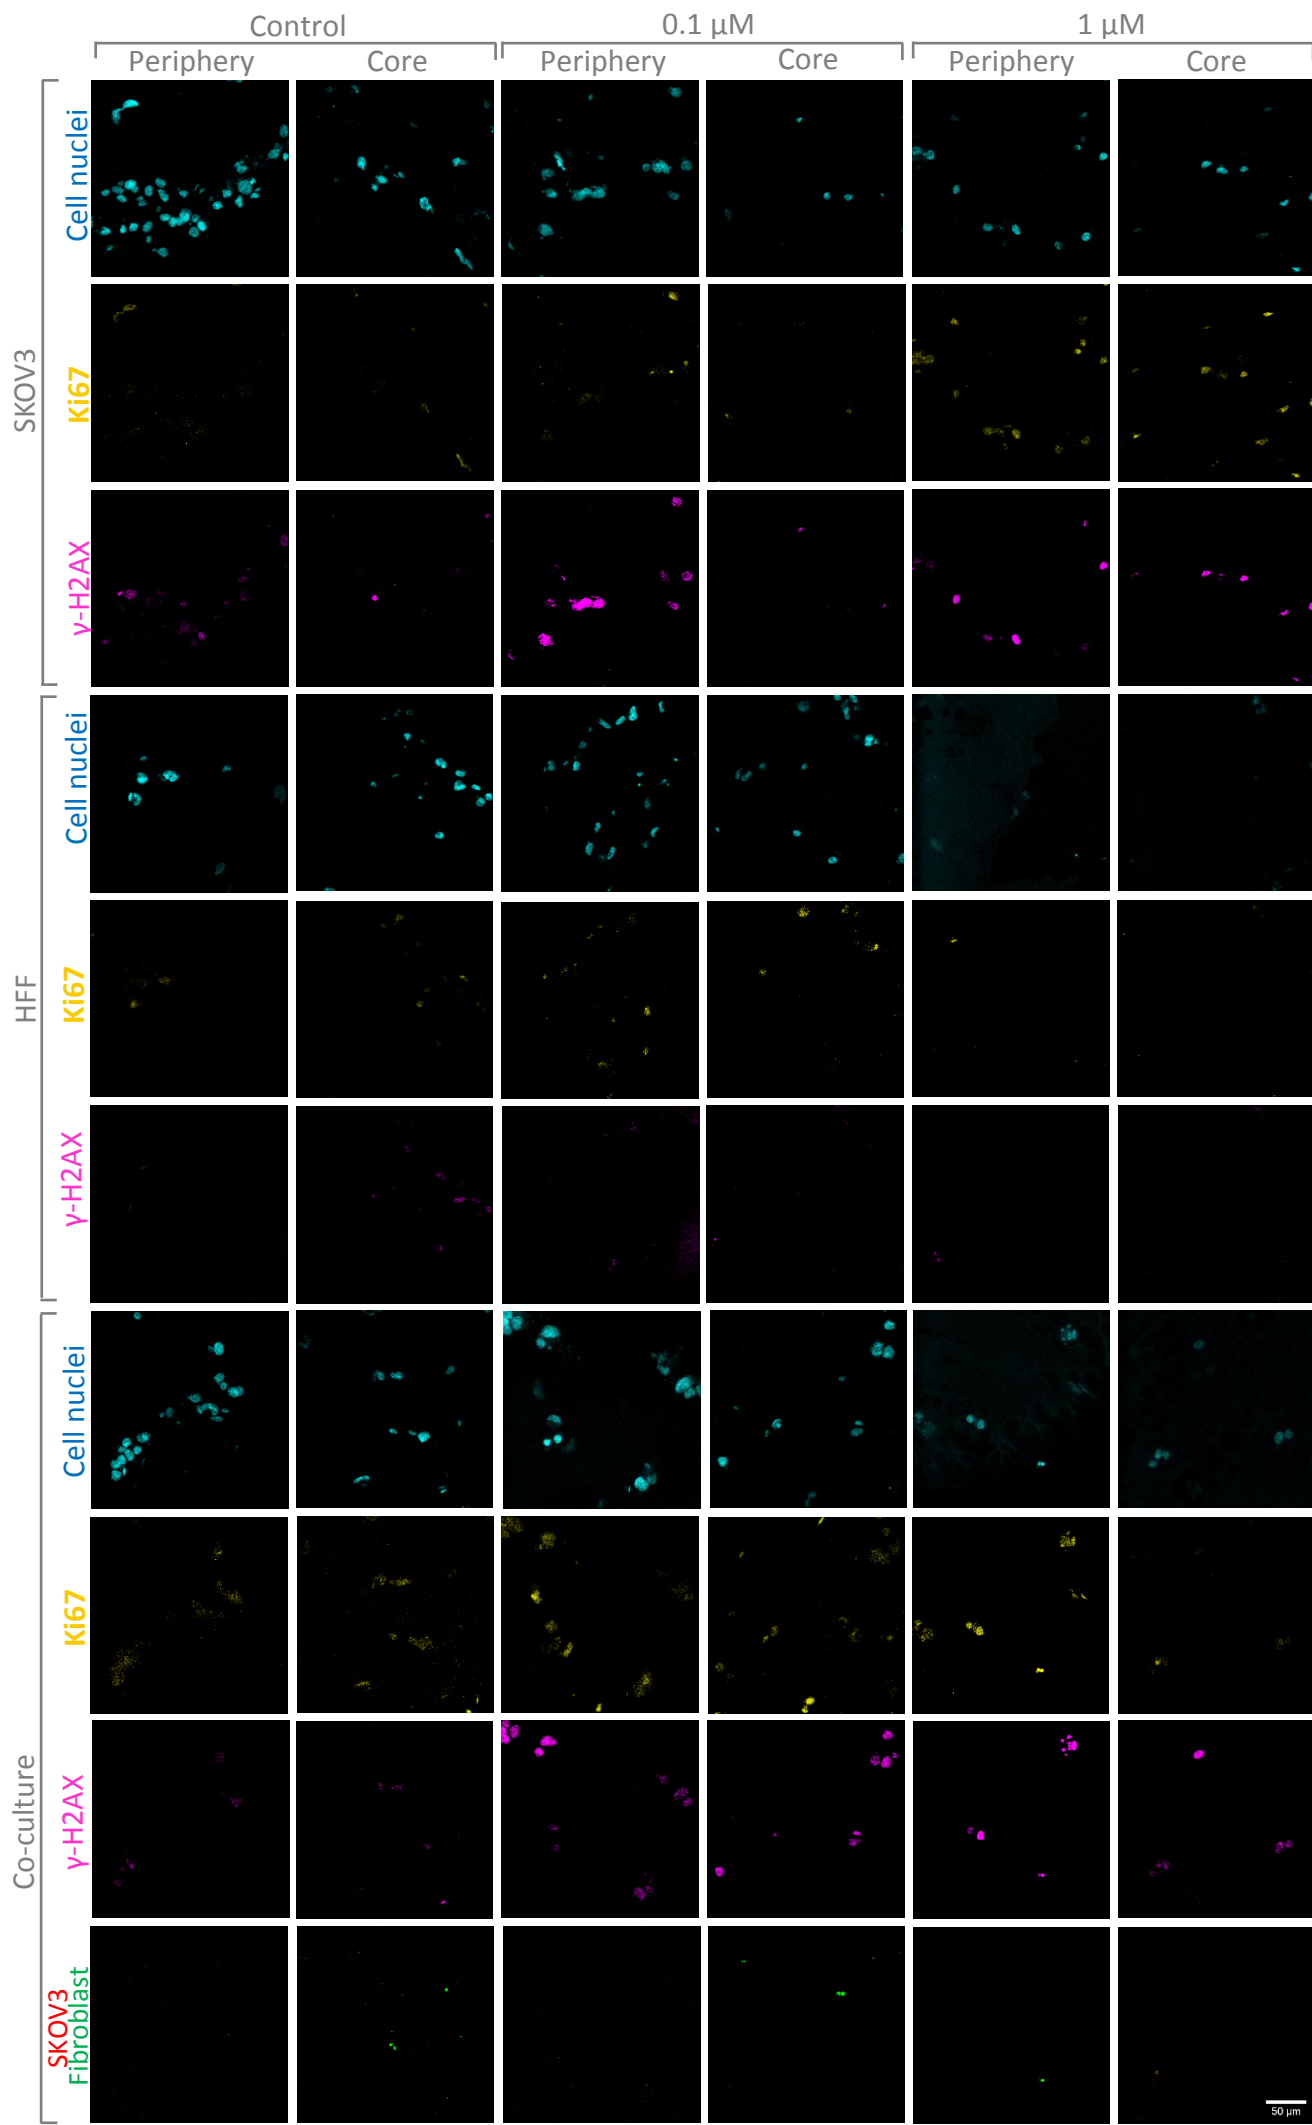 Control
0.1 µM
1 µM
Periphery
Core
Periphery
Core
Periphery
Core
SKOV3
Cell nuclei
Ki67
γ-H2AX
HFF
Cell nuclei
Ki67
γ-H2AX
Co-culture
Cell nuclei
Ki67
γ-H2AX
SKOV3
Fibroblast
50 µm